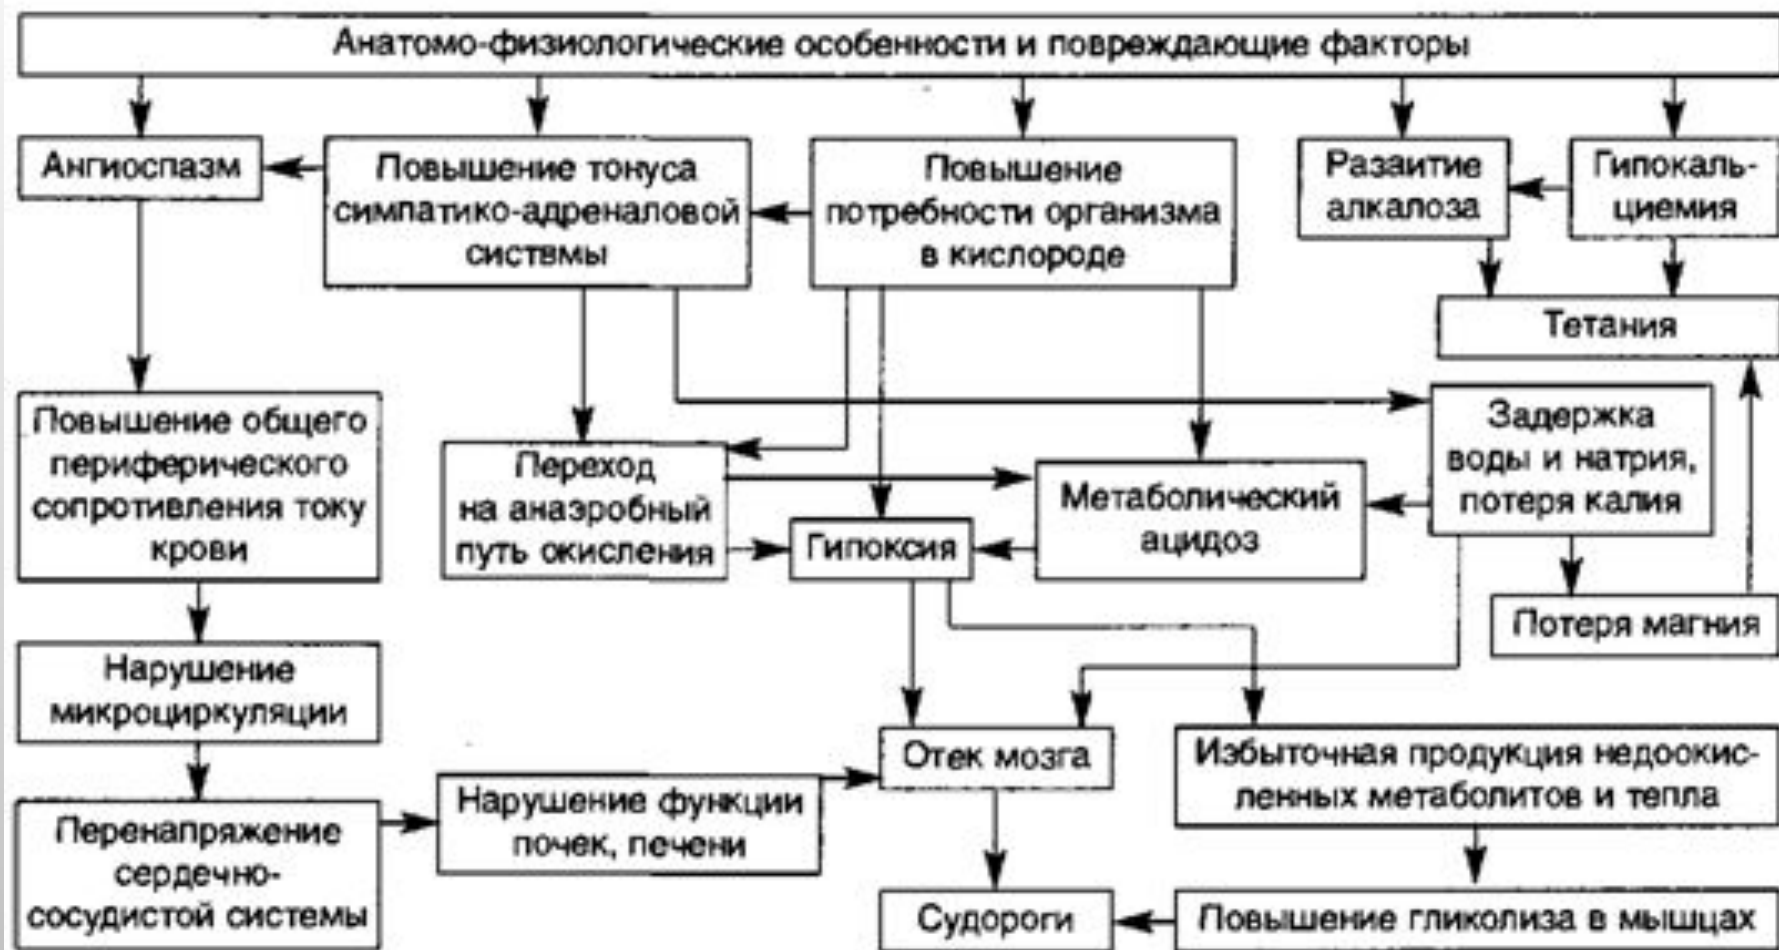 Анатомо-физиологические особенности и повреждающие факторы
Ангиоспазм
Повышение тонуса
симпатико-адреналовой
системы
Повышение
потребности организма
в кислороде
Разаитие
алкалоза
Гипокаль-
циемия
Тетания
Повышение общего
периферического
сопротивления току
крови
Переход
на анаэробный
путь окисления
Гипоксия
Метаболический
ацидоз
Задержка
воды и натрия,
потеря калия
Потеря магния
Нарушение
микроциркуляции
Отек мозга
Избыточная продукция недоокис-
ленных метаболитов и тепла
Перенапряжение
сердечно-
сосудистой системы
Нарушение функции
почек, печени
Судороги
Повышение гликолиза в мышцах